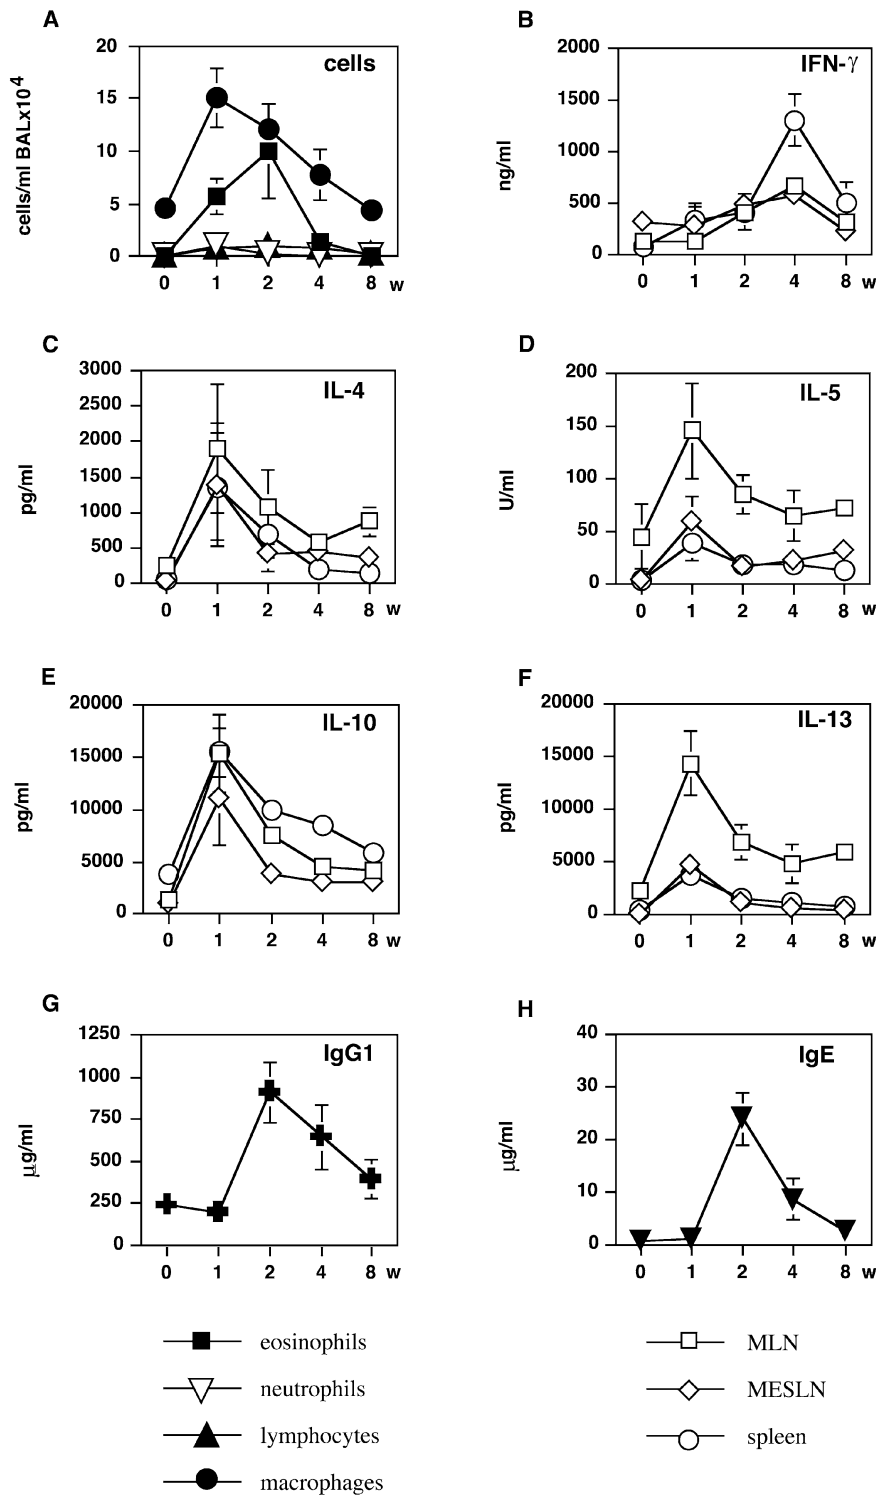 A
B
cells
cells/ml BALx10⁴
20
15
10
5
0
0 1 2 4 8 w
IFN-γ
ng/ml
2000
1500
1000
500
0
0 1 2 4 8 w
C
D
IL-4
pg/ml
3000
2500
2000
1500
1000
500
0
0 1 2 4 8 w
IL-5
U/ml
200
150
100
50
0
0 1 2 4 8 w
E
F
IL-10
pg/ml
20000
15000
10000
5000
0
0 1 2 4 8 w
IL-13
pg/ml
20000
15000
10000
5000
0
0 1 2 4 8 w
G
H
IgG1
µg/ml
1250
1000
750
500
250
0
0 1 2 4 8 w
IgE
µg/ml
40
30
20
10
0
0 1 2 4 8 w
eosinophils
neutrophils
lymphocytes
macrophages
MLN
MESLN
spleen